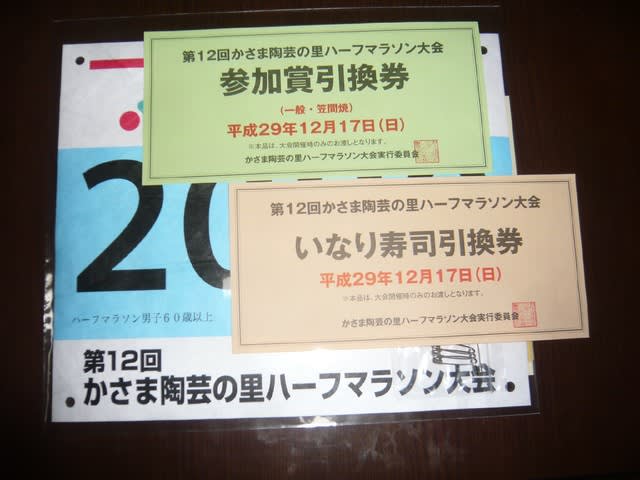 第12回かさま陶芸の里ハーフマラソン大会
参加賞引換券
(一般・笠間焼)
平成29年12月17日(日)
※本品は、大会開催時のみのお渡しとなります。
かさま陶芸の里ハーフマラソン大会実行委員会
第12回かさま陶芸の里ハーフマラソン大会
いなり寿司引換券
平成29年12月17日(日)
※本品は、大会開催時のみのお渡しとなります。
かさま陶芸の里ハーフマラソン大会実行委員会
20
ハーフマラソン男子60歳以上
第12回
かさま陶芸の里ハーフマラソン大会